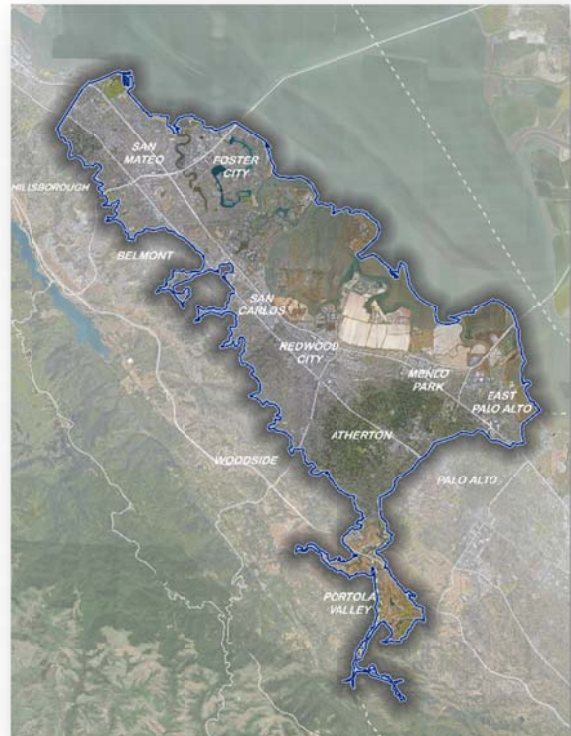 SAN
MATEO
FOSTER
CITY
HILLSBOROUGH
BELMONT
SAN
CARLOS
REDWOOD
CITY
MENLO
PARK
EAST
PALO ALTO
ATHERTON
WOODSIDE
PALO ALTO
PORTOLA
VALLEY